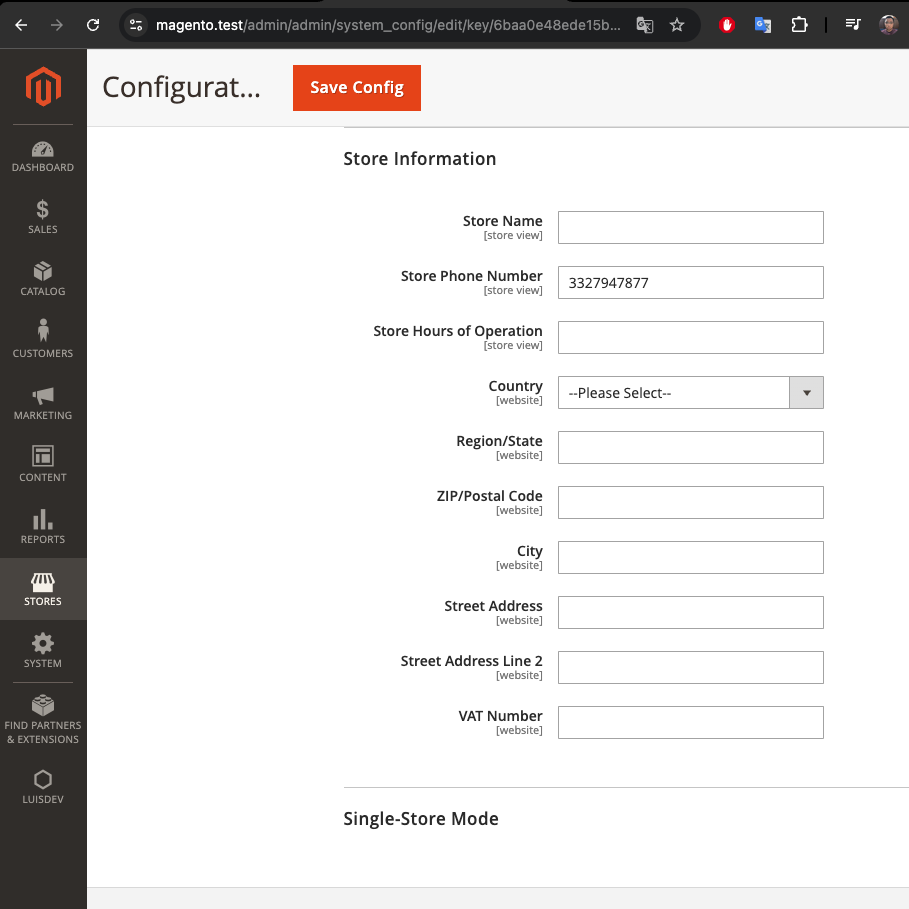 magento.test/admin/admin/system_config/edit/key/6baa0e48ede15b...
Configurat...
Save Config
DASHBOARD
SALES
CATALOG
CUSTOMERS
MARKETING
CONTENT
REPORTS
STORES
SYSTEM
FIND PARTNERS
& EXTENSIONS
LUISDEV
Store Information
Store Name
[store view]
Store Phone Number
[store view]
3327947877
Store Hours of Operation
[store view]
Country
[website]
--Please Select--
Region/State
[website]
ZIP/Postal Code
[website]
City
[website]
Street Address
[website]
Street Address Line 2
[website]
VAT Number
[website]
Single-Store Mode